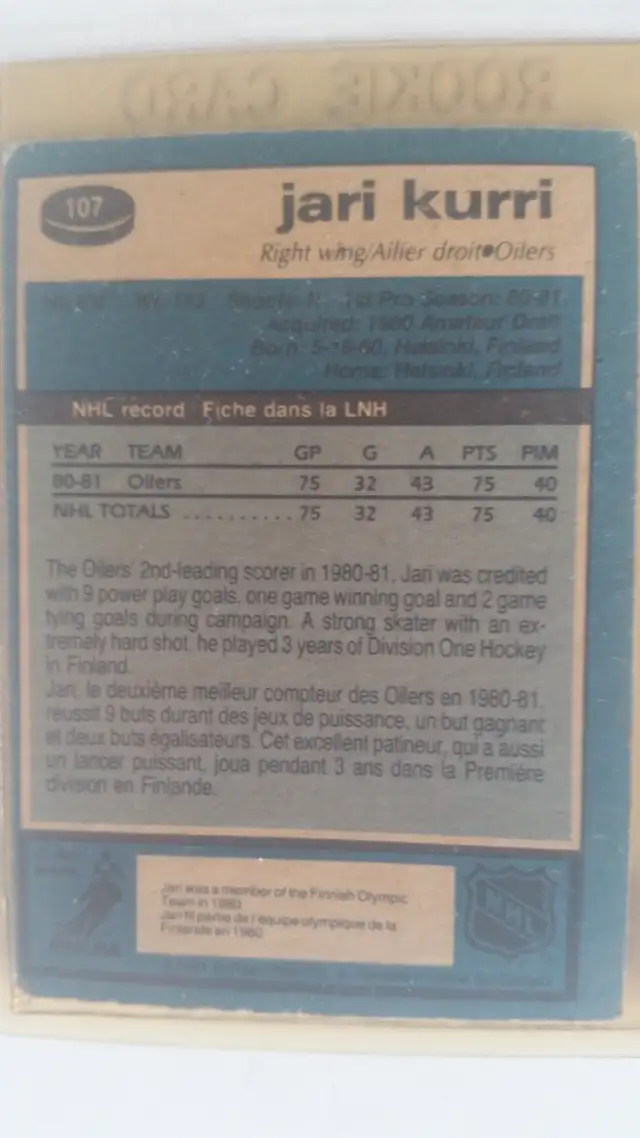 ROOKIE CARD
107
jari kurri
Right wing/Ailier droit•Oilers
1st Pro Season: 80-81
Acquired: 1980 Amateur Draft
Born: 5-18-60, Helsinki, Finland
Home: Helsinki, Finland
NHL record Fiche dans la LNH
YEAR TEAM GP G A PTS PIM
80-81 Oilers 75 32 43 75 40
NHL TOTALS .......... 75 32 43 75 40
The Oilers' 2nd-leading scorer in 1980-81, Jari was credited
with 9 power play goals, one game winning goal and 2 game
tying goals during campaign. A strong skater with an ex-
tremely hard shot, he played 3 years of Division One Hockey
in Finland.
Jari, le deuxième meilleur compteur des Oilers en 1980-81,
réussit 9 buts durant des jeux de puissance, un but gagnant
et deux buts égalisateurs. Cet excellent patineur, qui a aussi
un lancer puissant, joua pendant 3 ans dans la Première
division en Finlande.
Jari was a member of the Finnish Olympic
Team in 1980
Jari fit partie de l'équipe olympique de la
Finlande en 1980
NHL